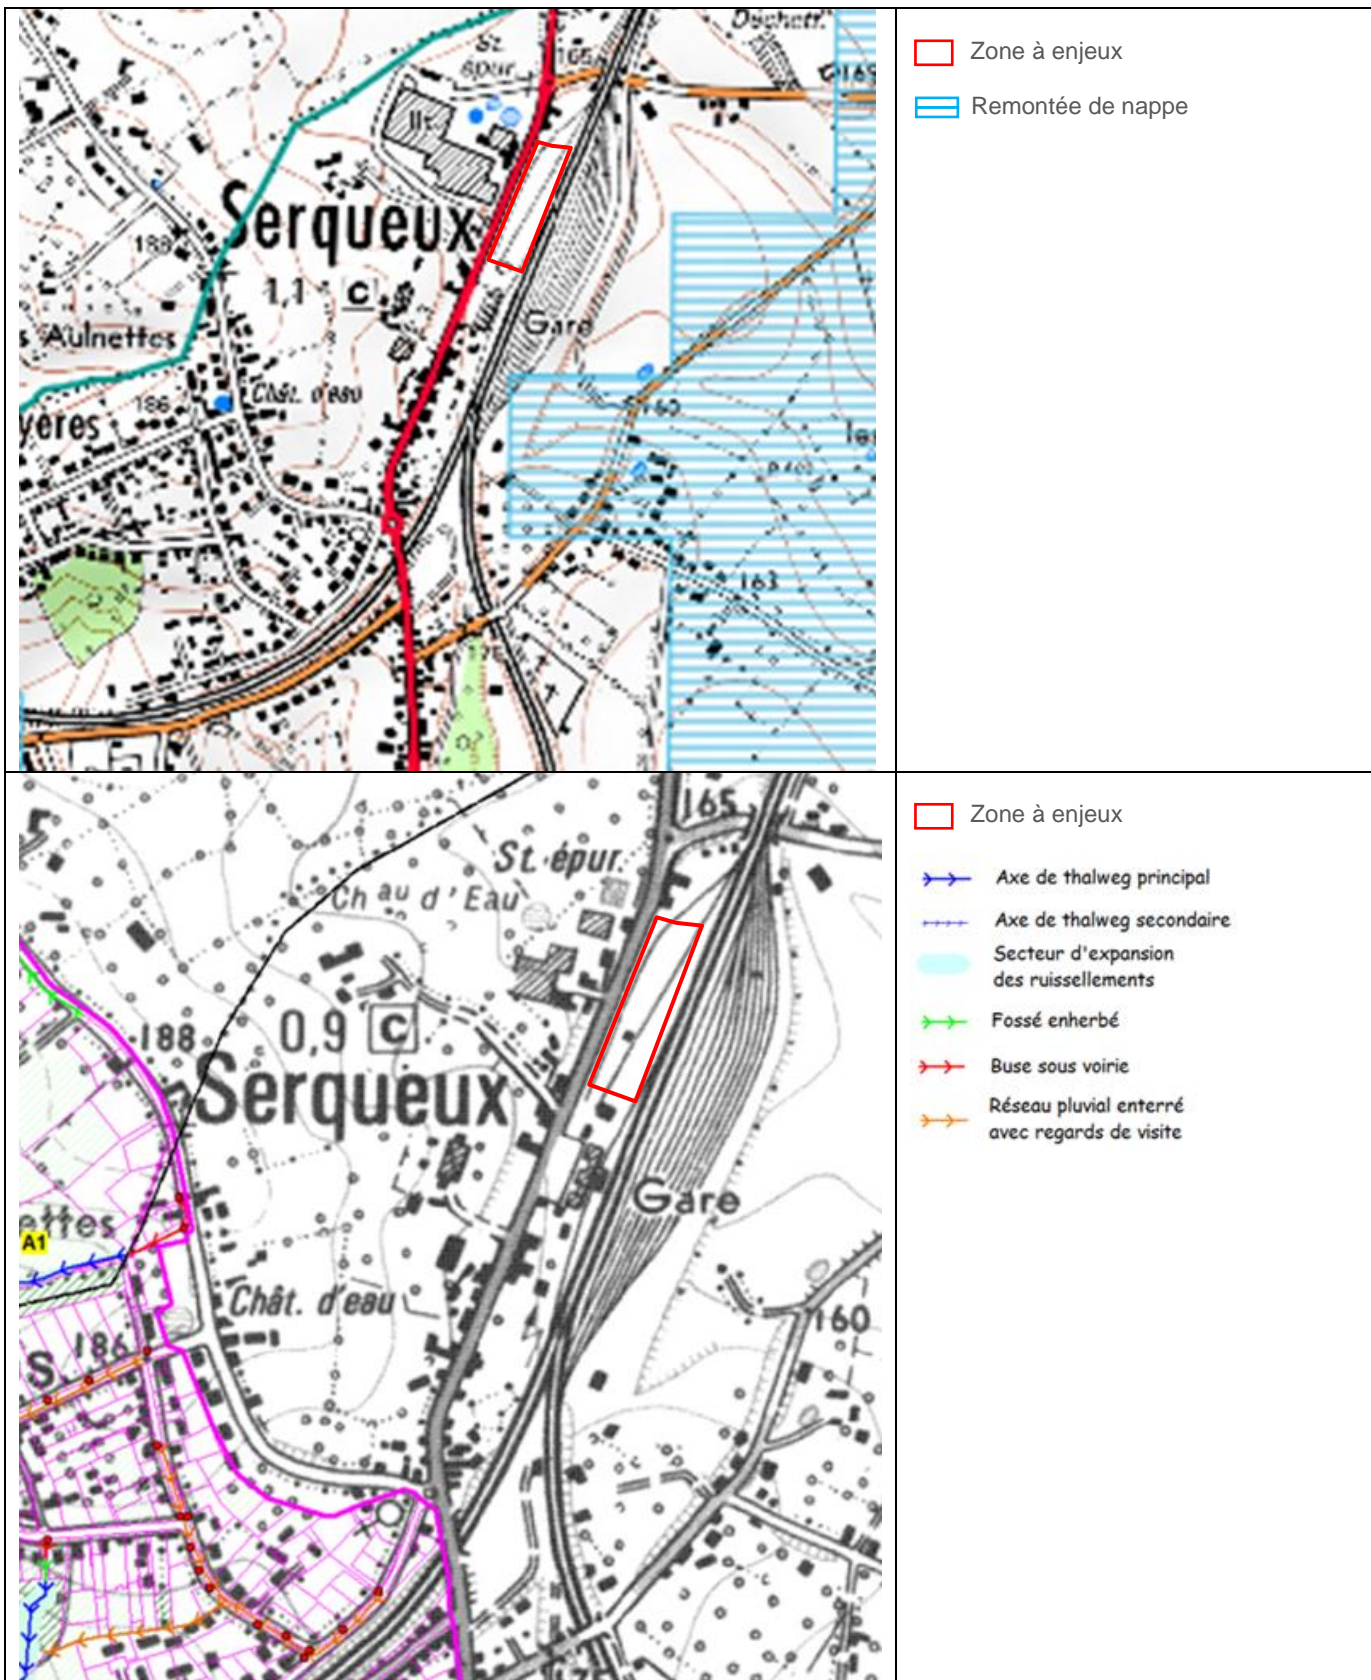 Dschett.
St.
épur.
165
D169
Ilt.
Serqueux
188
1,1 C
Gare
Aulnettes
Chât. d'eau
186
yères
160
163
Zone à enjeux
Remontée de nappe
165
St. épur.
Ch au d'Eau
188
0,9 C
Serqueux
Gare
ettes
A1
Chât. d'eau
160
186
S
Zone à enjeux
Axe de thalweg principal
Axe de thalweg secondaire
Secteur d'expansion
des ruissellements
Fossé enherbé
Buse sous voirie
Réseau pluvial enterré
avec regards de visite